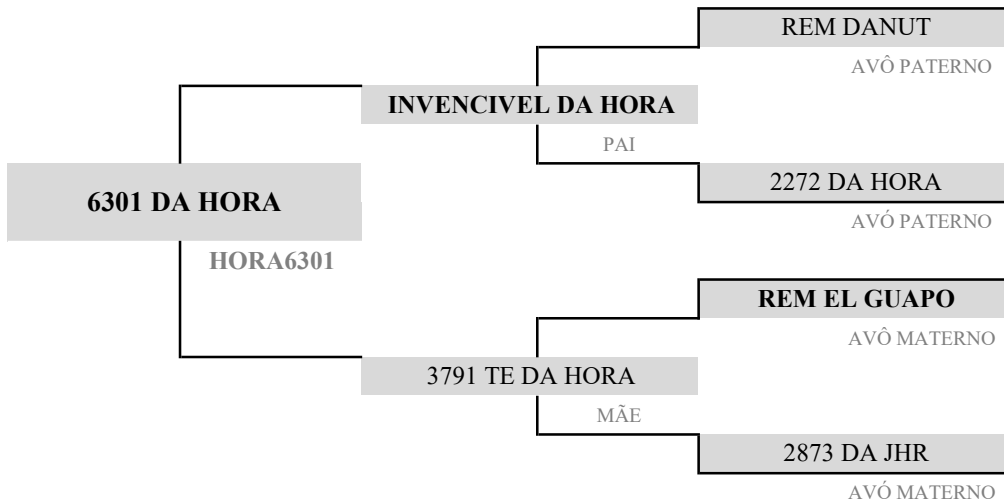 REM DANUT
AVÔ PATERNO
INVENCIVEL DA HORA
PAI
2272 DA HORA
AVÓ PATERNO
6301 DA HORA
HORA6301
REM EL GUAPO
AVÔ MATERNO
3791 TE DA HORA
MÃE
2873 DA JHR
AVÓ MATERNO